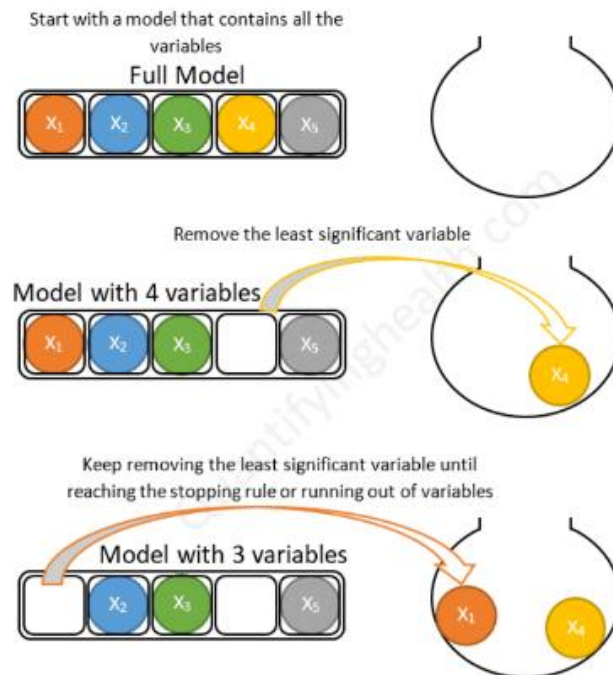 Start with a model that contains all the
variables
Full Model
X1 X2 X3 X4 X5
Remove the least significant variable
Model with 4 variables
X1 X2 X3 X5
X4
Keep removing the least significant variable until
reaching the stopping rule or running out of variables
Model with 3 variables
X2 X3 X5
X1 X4
quantifyinghealth.com